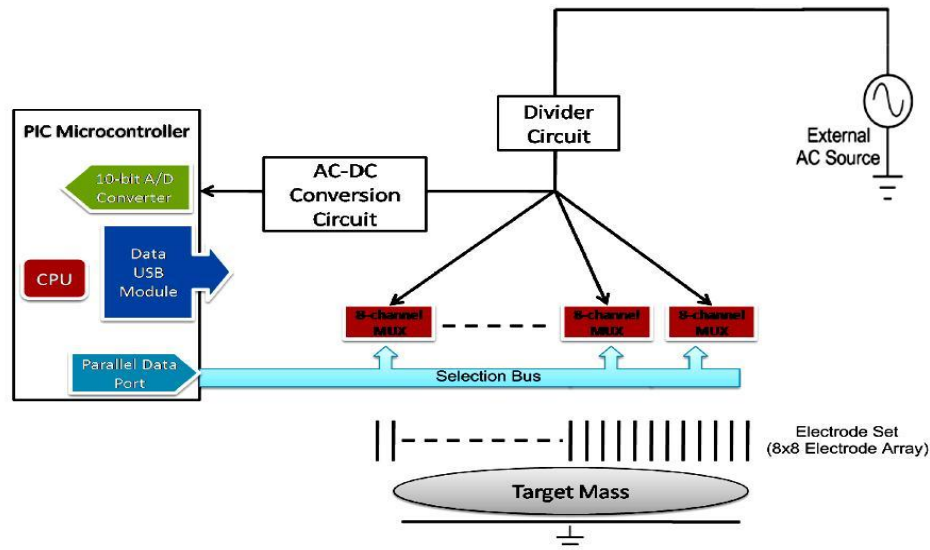 PIC Microcontroller
10-bit A/D
Converter
CPU
Data
USB
Module
Parallel Data
Port
AC-DC
Conversion
Circuit
Divider
Circuit
External
AC Source
8-channel
MUX
8-channel
MUX
8-channel
MUX
Selection Bus
Electrode Set
(8x8 Electrode Array)
Target Mass